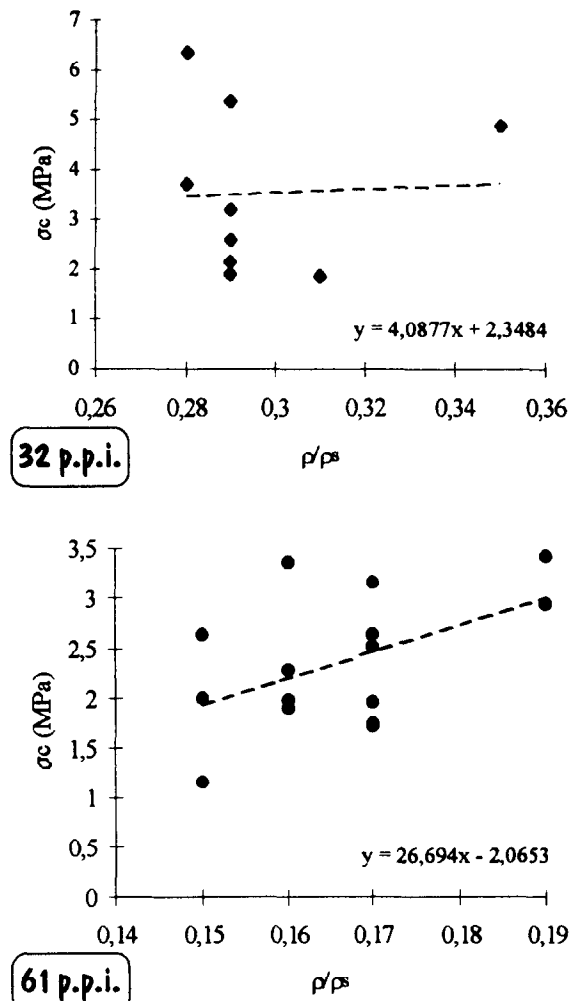 7
6
5
4
3
2
1
0
σc (MPa)
y = 4,0877x + 2,3484
0,26 0,28 0,3 0,32 0,34 0,36
ρ/ρs
32 p.p.i.
3,5
3
2,5
2
1,5
1
0,5
0
σc (MPa)
y = 26,694x - 2,0653
0,14 0,15 0,16 0,17 0,18 0,19
ρ/ρs
61 p.p.i.